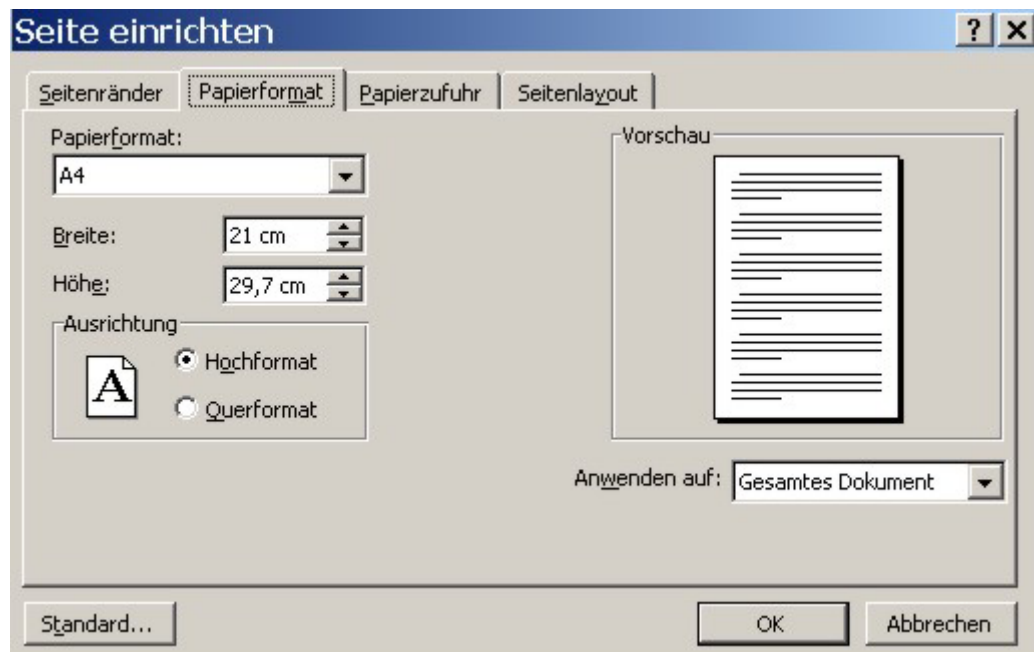 Seite einrichten
Seitenränder Papierformat Papierzufuhr Seitenlayout
Papierformat:
A4
Breite: 21 cm
Höhe: 29,7 cm
Ausrichtung
A
Hochformat
Querformat
Vorschau
Anwenden auf: Gesamtes Dokument
Standard... OK Abbrechen